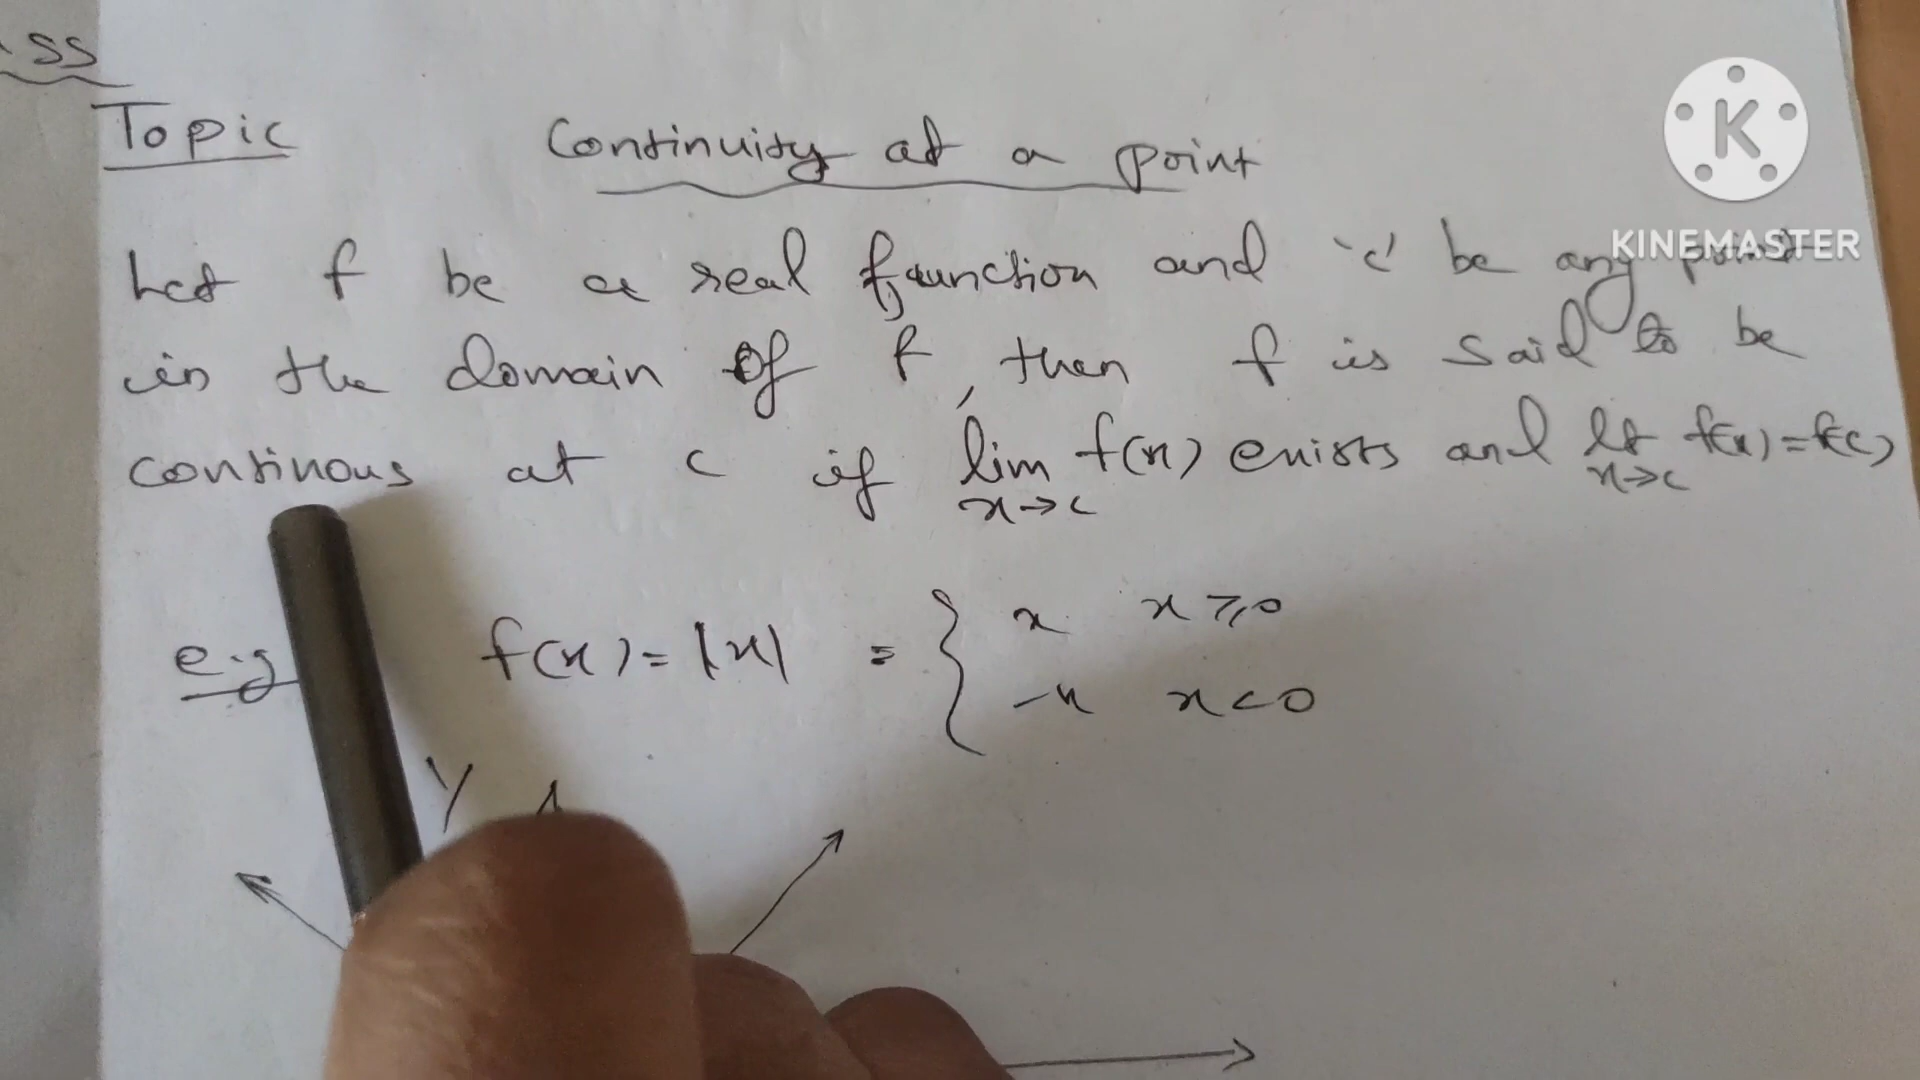 ss
Topic
Continuity at a point
K
KINEMASTER
Let f be a real function and 'c' be any point
in the domain of f, then f is said to be
continous at c if lim x→c f(x) exists and lt x→c f(x) = f(c)
e.g f(x) = |x| = { x x ≥ 0
-x x < 0
Y